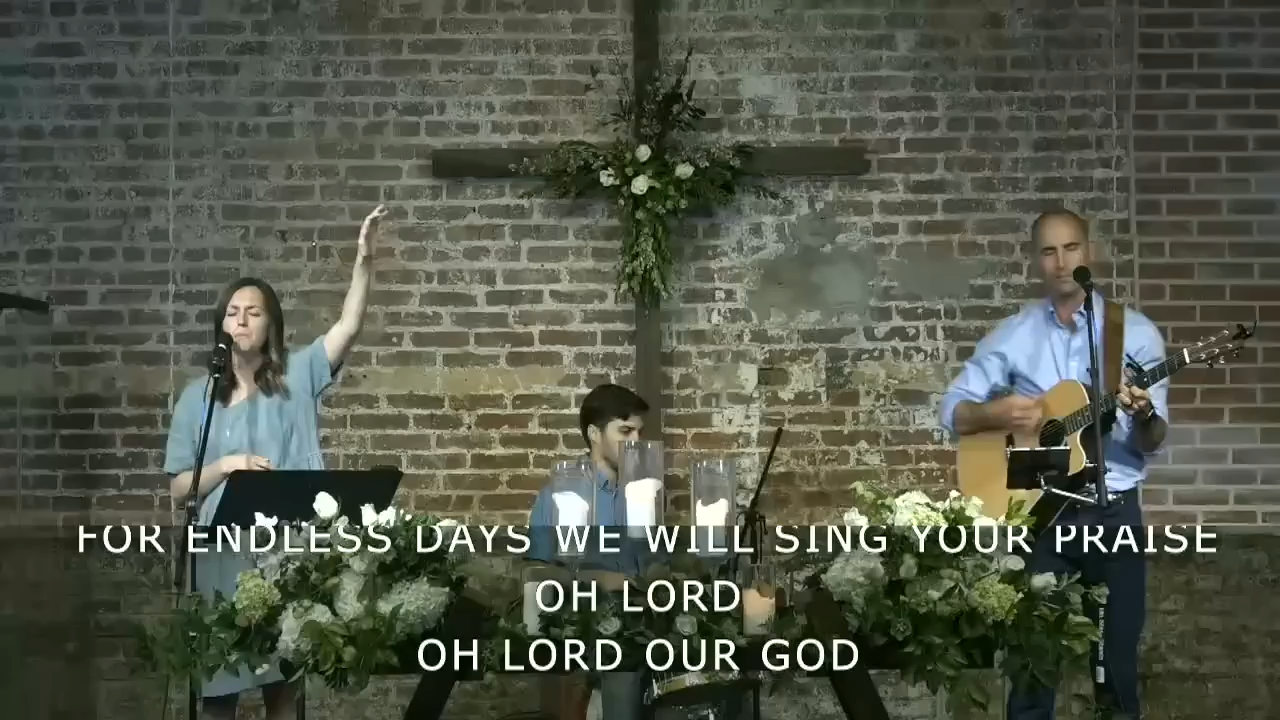 FOR ENDLESS DAYS WE WILL SING YOUR PRAISE
OH LORD
OH LORD OUR GOD